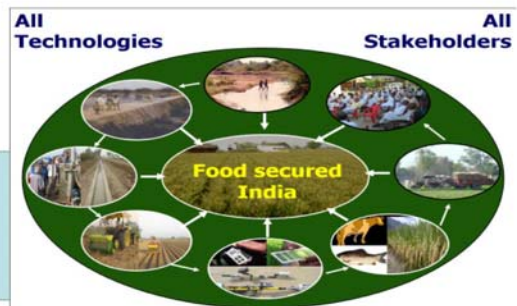 All
Technologies
All
Stakeholders
Food secured
India